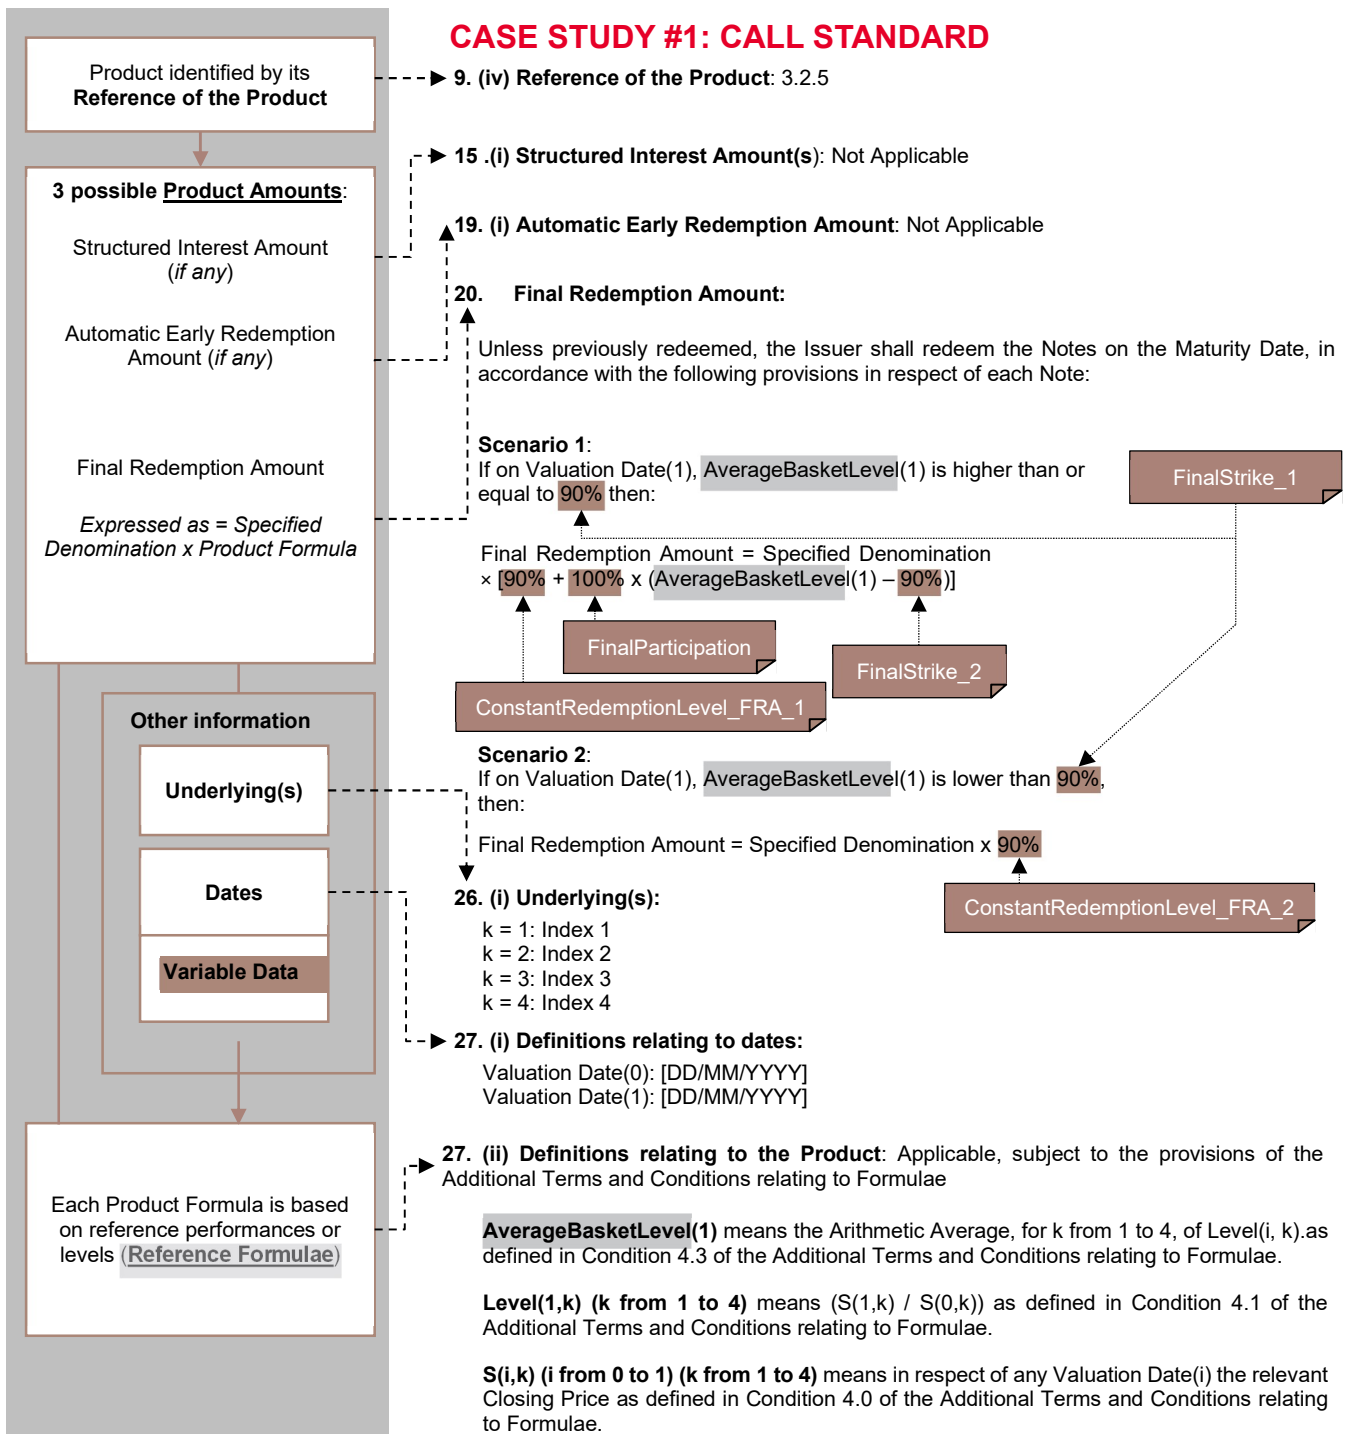 CASE STUDY #1: CALL STANDARD
Product identified by its
Reference of the Product
9. (iv) Reference of the Product: 3.2.5
15 .(i) Structured Interest Amount(s): Not Applicable
3 possible Product Amounts:
19. (i) Automatic Early Redemption Amount: Not Applicable
Structured Interest Amount
(if any)
20. Final Redemption Amount:
Automatic Early Redemption
Amount (if any)
Unless previously redeemed, the Issuer shall redeem the Notes on the Maturity Date, in
accordance with the following provisions in respect of each Note:
Final Redemption Amount
Expressed as = Specified
Denomination x Product Formula
Scenario 1:
If on Valuation Date(1), AverageBasketLevel(1) is higher than or
equal to 90% then:
FinalStrike_1
Final Redemption Amount = Specified Denomination
× [90% + 100% x (AverageBasketLevel(1) – 90%)]
FinalParticipation
FinalStrike_2
ConstantRedemptionLevel_FRA_1
Other information
Underlying(s)
Scenario 2:
If on Valuation Date(1), AverageBasketLevel(1) is lower than 90%,
then:
Final Redemption Amount = Specified Denomination x 90%
ConstantRedemptionLevel_FRA_2
Dates
26. (i) Underlying(s):
k = 1: Index 1
k = 2: Index 2
k = 3: Index 3
k = 4: Index 4
Variable Data
27. (i) Definitions relating to dates:
Valuation Date(0): [DD/MM/YYYY]
Valuation Date(1): [DD/MM/YYYY]
Each Product Formula is based
on reference performances or
levels (Reference Formulae)
27. (ii) Definitions relating to the Product: Applicable, subject to the provisions of the
Additional Terms and Conditions relating to Formulae
AverageBasketLevel(1) means the Arithmetic Average, for k from 1 to 4, of Level(i, k).as
defined in Condition 4.3 of the Additional Terms and Conditions relating to Formulae.
Level(1,k) (k from 1 to 4) means (S(1,k) / S(0,k)) as defined in Condition 4.1 of the
Additional Terms and Conditions relating to Formulae.
S(i,k) (i from 0 to 1) (k from 1 to 4) means in respect of any Valuation Date(i) the relevant
Closing Price as defined in Condition 4.0 of the Additional Terms and Conditions relating
to Formulae.